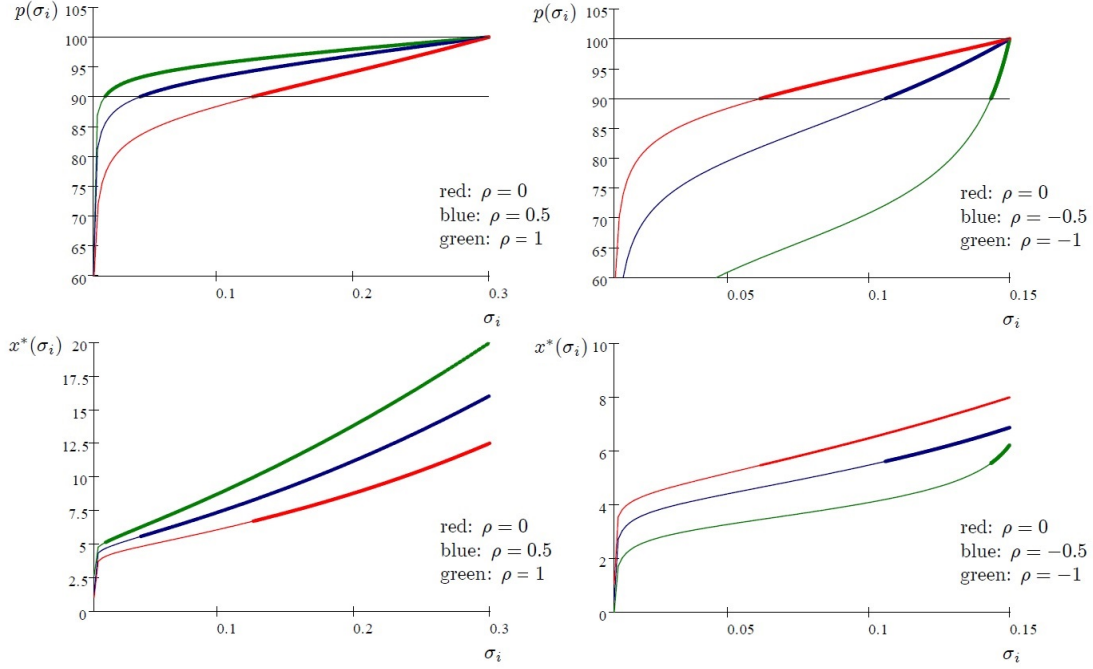 p(σᵢ)
105
100
95
90
85
80
75
70
65
60
0.1
0.2
0.3
σᵢ
red: ρ = 0
blue: ρ = 0.5
green: ρ = 1
p(σᵢ)
105
100
95
90
85
80
75
70
65
60
0.05
0.1
0.15
σᵢ
red: ρ = 0
blue: ρ = −0.5
green: ρ = −1
x*(σᵢ)
20
17.5
15
12.5
10
7.5
5
2.5
0
0.1
0.2
0.3
σᵢ
red: ρ = 0
blue: ρ = 0.5
green: ρ = 1
x*(σᵢ)
10
8
6
4
2
0
0.05
0.1
0.15
σᵢ
red: ρ = 0
blue: ρ = −0.5
green: ρ = −1